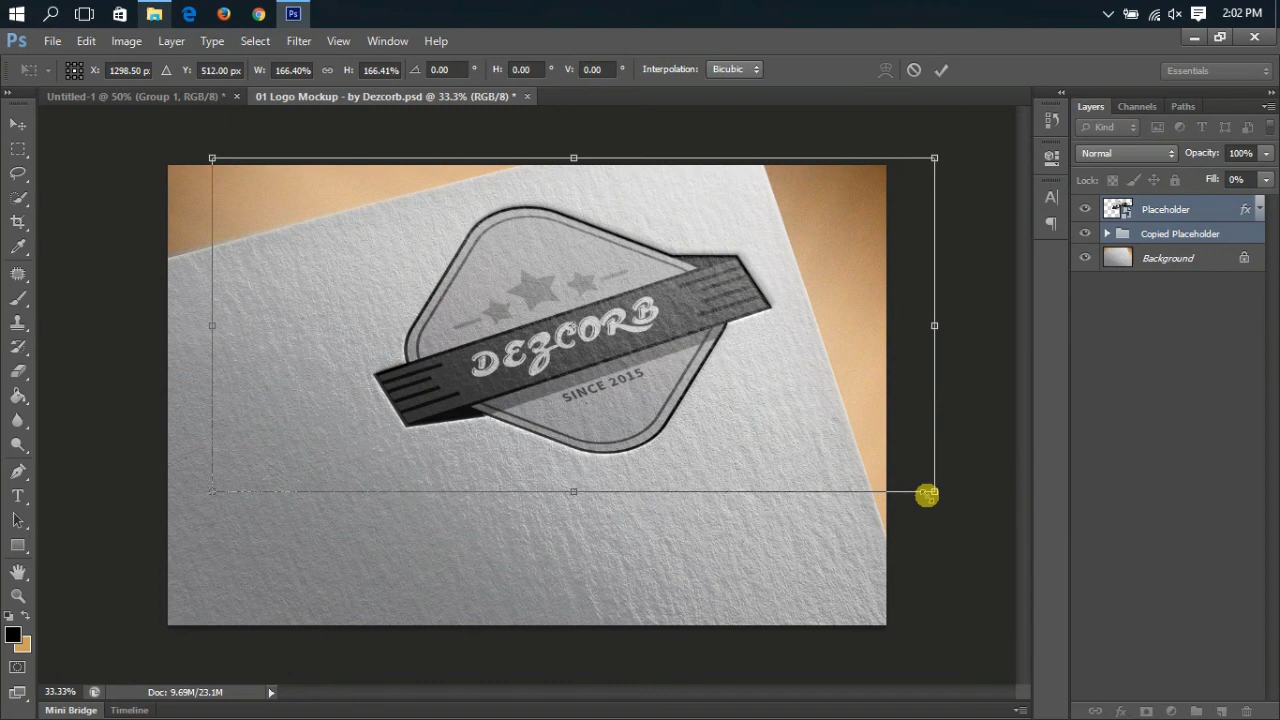 Ps 2:02 PM
Ps File Edit Image Layer Type Select Filter View Window Help
X: 1298.50 px Y: 512.00 px W: 166.40% H: 166.41% 0.00 ° H: 0.00 ° V: 0.00 ° Interpolation: Bicubic Essentials
Untitled-1 @ 50% (Group 1, RGB/8) * × 01 Logo Mockup - by Dezcorb.psd @ 33.3% (RGB/8) * ×
Layers Channels Paths
Kind
Normal Opacity: 100%
Lock: Fill: 0%
Placeholder fx
Copied Placeholder
Background
DEZCORB
SINCE 2015
33.33% Doc: 9.69M/23.1M
Mini Bridge Timeline